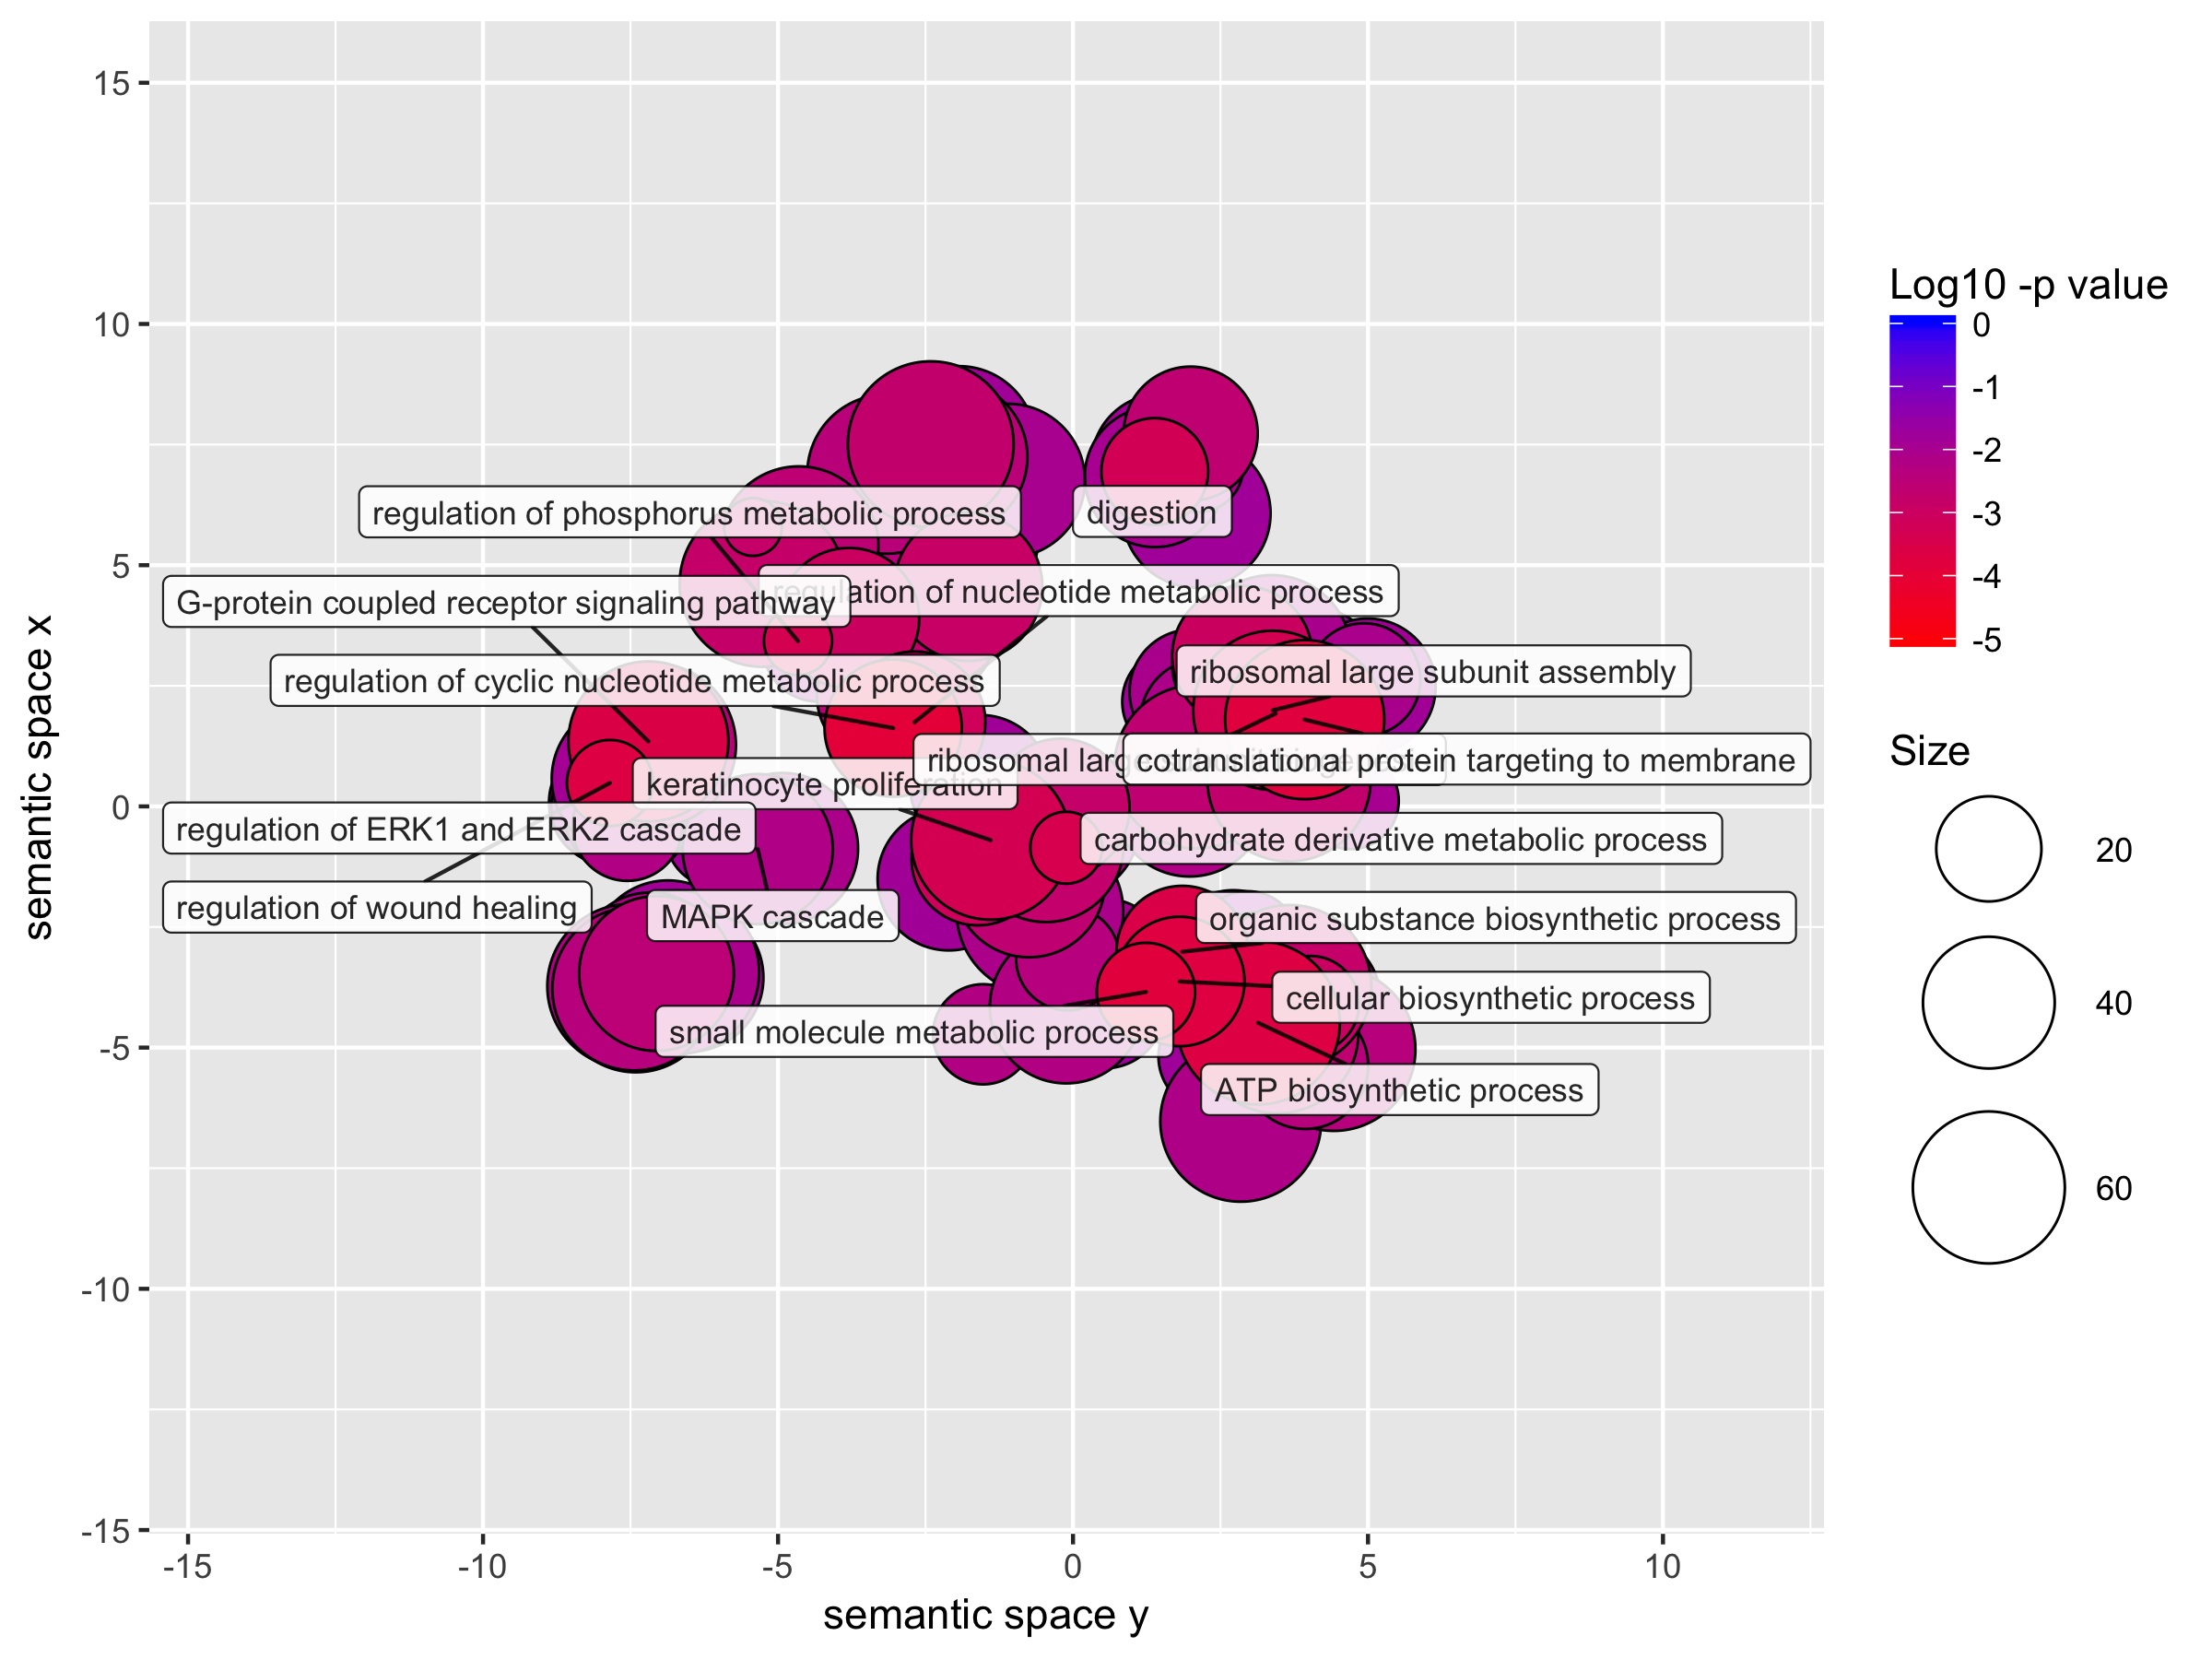 15
10
5
0
-5
-10
-15
-15
-10
-5
0
5
10
semantic space y
semantic space x
regulation of phosphorus metabolic process
digestion
regulation of nucleotide metabolic process
G-protein coupled receptor signaling pathway
regulation of cyclic nucleotide metabolic process
ribosomal large subunit assembly
ribosomal large
cotranslational protein targeting to membrane
keratinocyte proliferation
regulation of ERK1 and ERK2 cascade
carbohydrate derivative metabolic process
regulation of wound healing
MAPK cascade
organic substance biosynthetic process
cellular biosynthetic process
small molecule metabolic process
ATP biosynthetic process
Log10 -p value
0
-1
-2
-3
-4
-5
Size
20
40
60